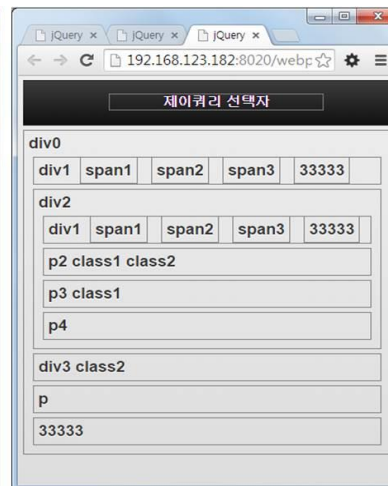 jQuery × jQuery × jQuery ×
192.168.123.182:8020/webp
제이쿼리 선택자
div0
div1 span1 span2 span3 33333
div2
div1 span1 span2 span3 33333
p2 class1 class2
p3 class1
p4
div3 class2
p
33333